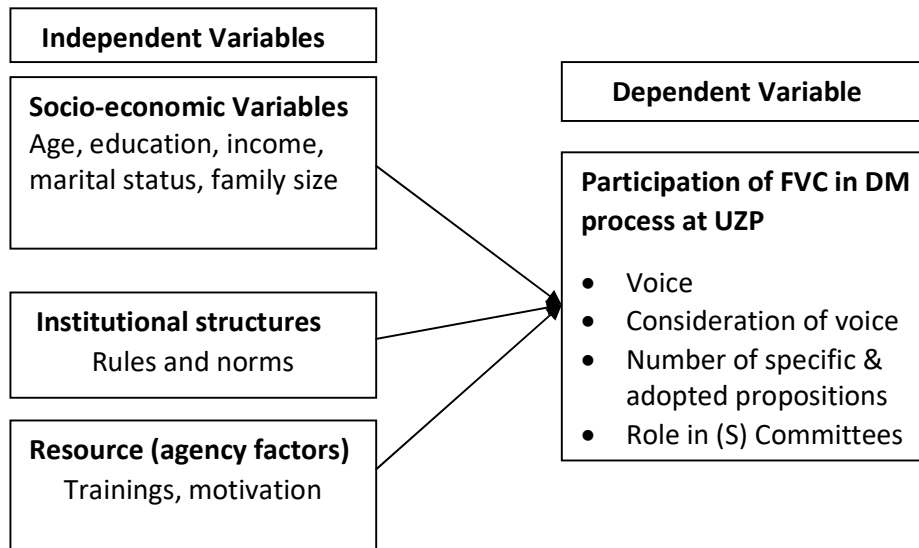 Independent Variables
Socio-economic Variables
Age, education, income,
marital status, family size
Institutional structures
Rules and norms
Resource (agency factors)
Trainings, motivation
Dependent Variable
Participation of FVC in DM
process at UZP
• Voice
• Consideration of voice
• Number of specific &
adopted propositions
• Role in (S) Committees